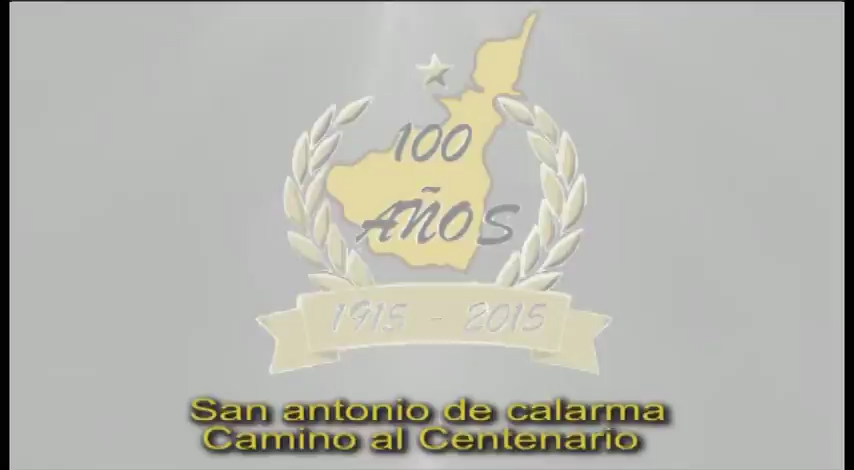 100
AÑOS
1915 - 2015
San antonio de calarma
Camino al Centenario